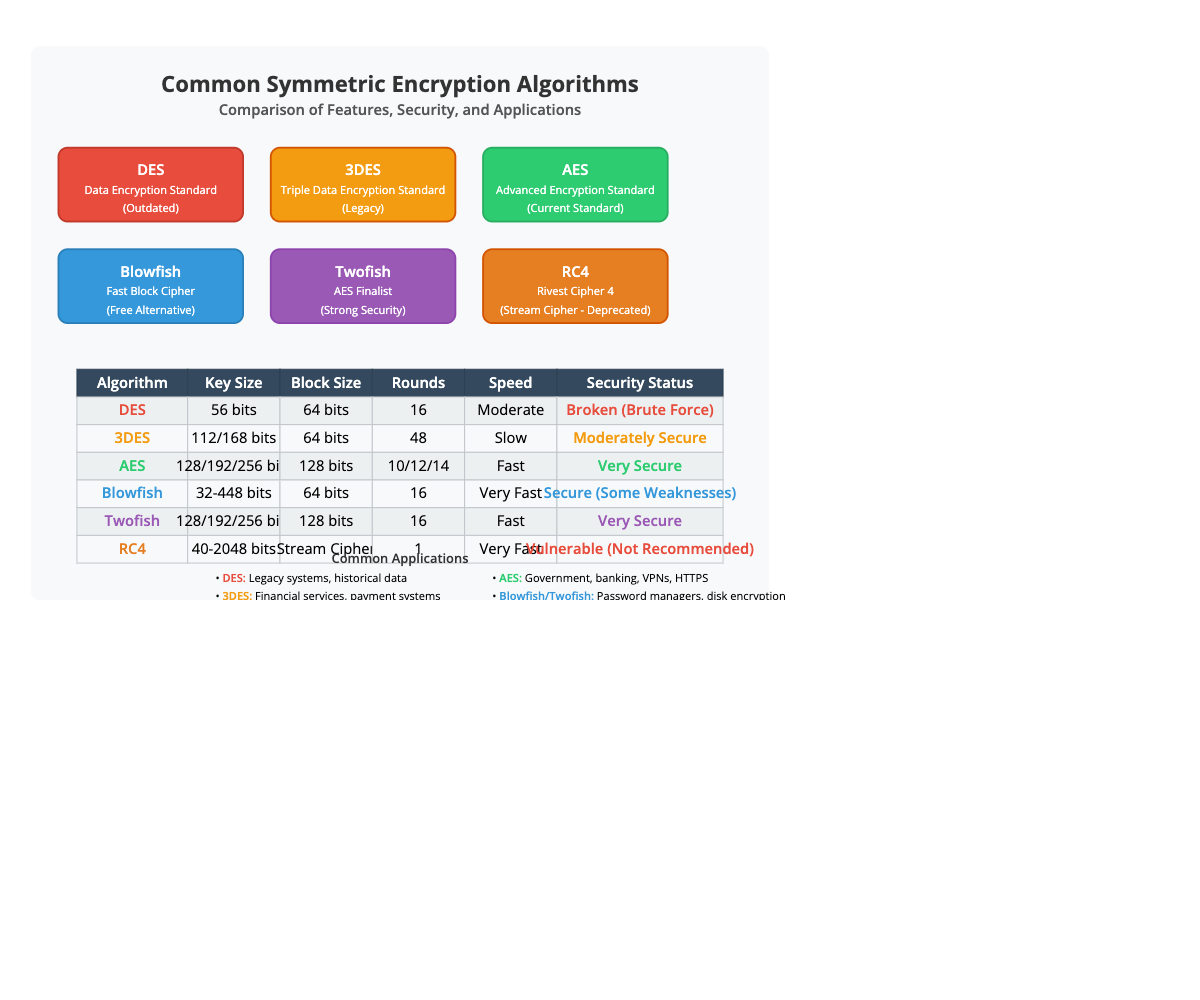 Common Symmetric Encryption Algorithms
Comparison of Features, Security, and Applications
DES
Data Encryption Standard
(Outdated)
3DES
Triple Data Encryption Standard
(Legacy)
AES
Advanced Encryption Standard
(Current Standard)
Blowfish
Fast Block Cipher
(Free Alternative)
Twofish
AES Finalist
(Strong Security)
RC4
Rivest Cipher 4
(Stream Cipher - Deprecated)
Algorithm Key Size Block Size Rounds Speed Security Status
DES 56 bits 64 bits 16 Moderate Broken (Brute Force)
3DES 112/168 bits 64 bits 48 Slow Moderately Secure
AES 128/192/256 bi 128 bits 10/12/14 Fast Very Secure
Blowfish 32-448 bits 64 bits 16 Very Fast Secure (Some Weaknesses)
Twofish 128/192/256 bi 128 bits 16 Fast Very Secure
RC4 40-2048 bits Stream Cipher 1 Very Fast Vulnerable (Not Recommended)
Common Applications
• DES: Legacy systems, historical data
• AES: Government, banking, VPNs, HTTPS
• 3DES: Financial services, payment systems
• Blowfish/Twofish: Password managers, disk encryption